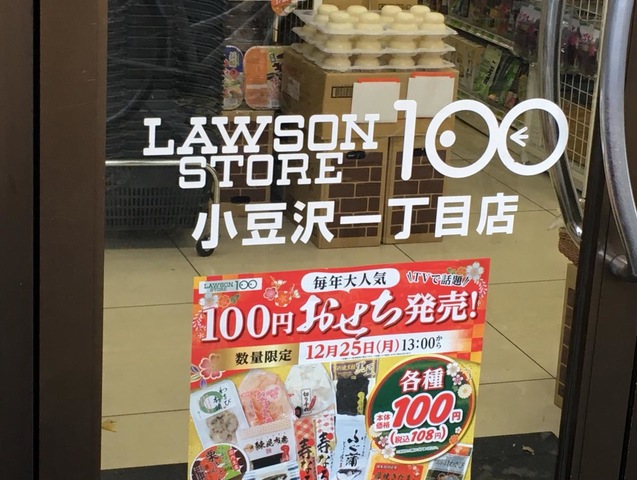 LAWSON
STORE 100
小豆沢一丁目店
LAWSON STORE 100
毎年大人気
TVで話題
100円おせち発売!
数量限定 12月25日(月)13:00から
各種
本体価格 100円
(税込108円)